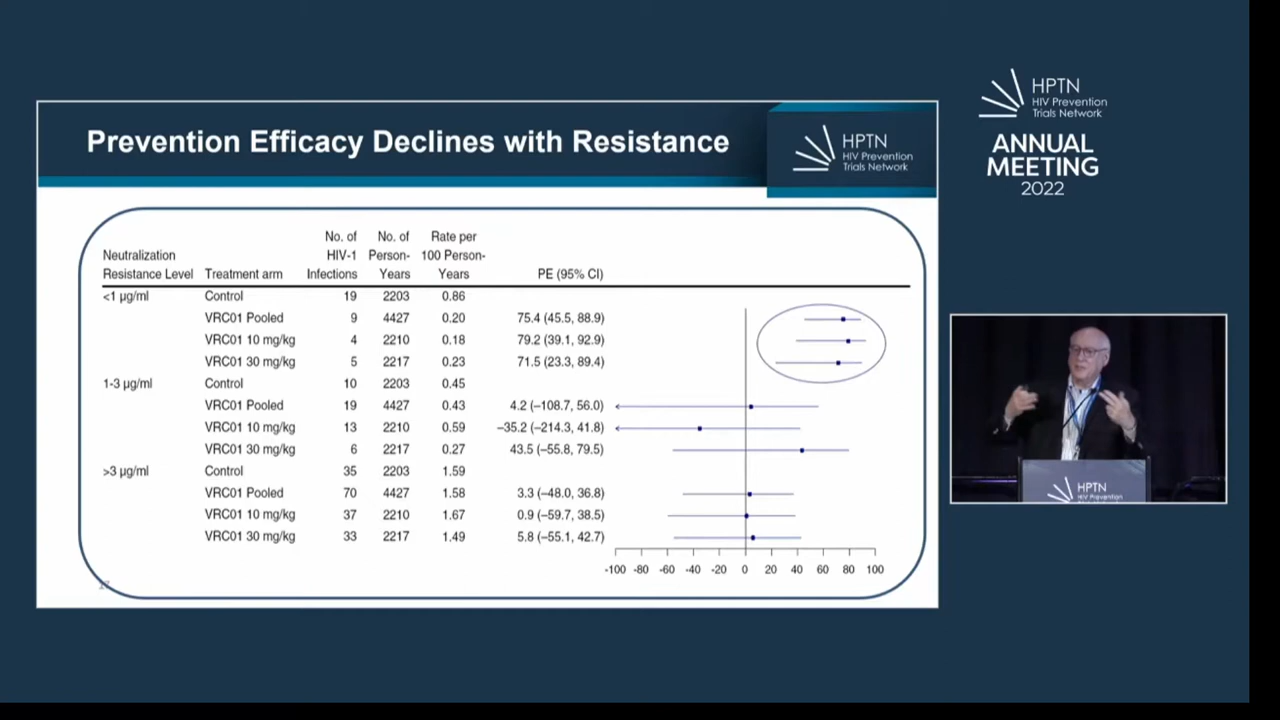 Prevention Efficacy Declines with Resistance
HPTN
HIV Prevention
Trials Network
No. of No. of Rate per
Neutralization HIV-1 Person- 100 Person-
Resistance Level Treatment arm Infections Years Years PE (95% CI)
<1 µg/ml Control 19 2203 0.86
VRC01 Pooled 9 4427 0.20 75.4 (45.5, 88.9)
VRC01 10 mg/kg 4 2210 0.18 79.2 (39.1, 92.9)
VRC01 30 mg/kg 5 2217 0.23 71.5 (23.3, 89.4)
1-3 µg/ml Control 10 2203 0.45
VRC01 Pooled 19 4427 0.43 4.2 (–108.7, 56.0)
VRC01 10 mg/kg 13 2210 0.59 –35.2 (–214.3, 41.8)
VRC01 30 mg/kg 6 2217 0.27 43.5 (–55.8, 79.5)
>3 µg/ml Control 35 2203 1.59
VRC01 Pooled 70 4427 1.58 3.3 (–48.0, 36.8)
VRC01 10 mg/kg 37 2210 1.67 0.9 (–59.7, 38.5)
VRC01 30 mg/kg 33 2217 1.49 5.8 (–55.1, 42.7)
-100 -80 -60 -40 -20 0 20 40 60 80 100
HPTN
HIV Prevention
Trials Network
ANNUAL
MEETING
2022
HPTN
HIV Prevention
Trials Network